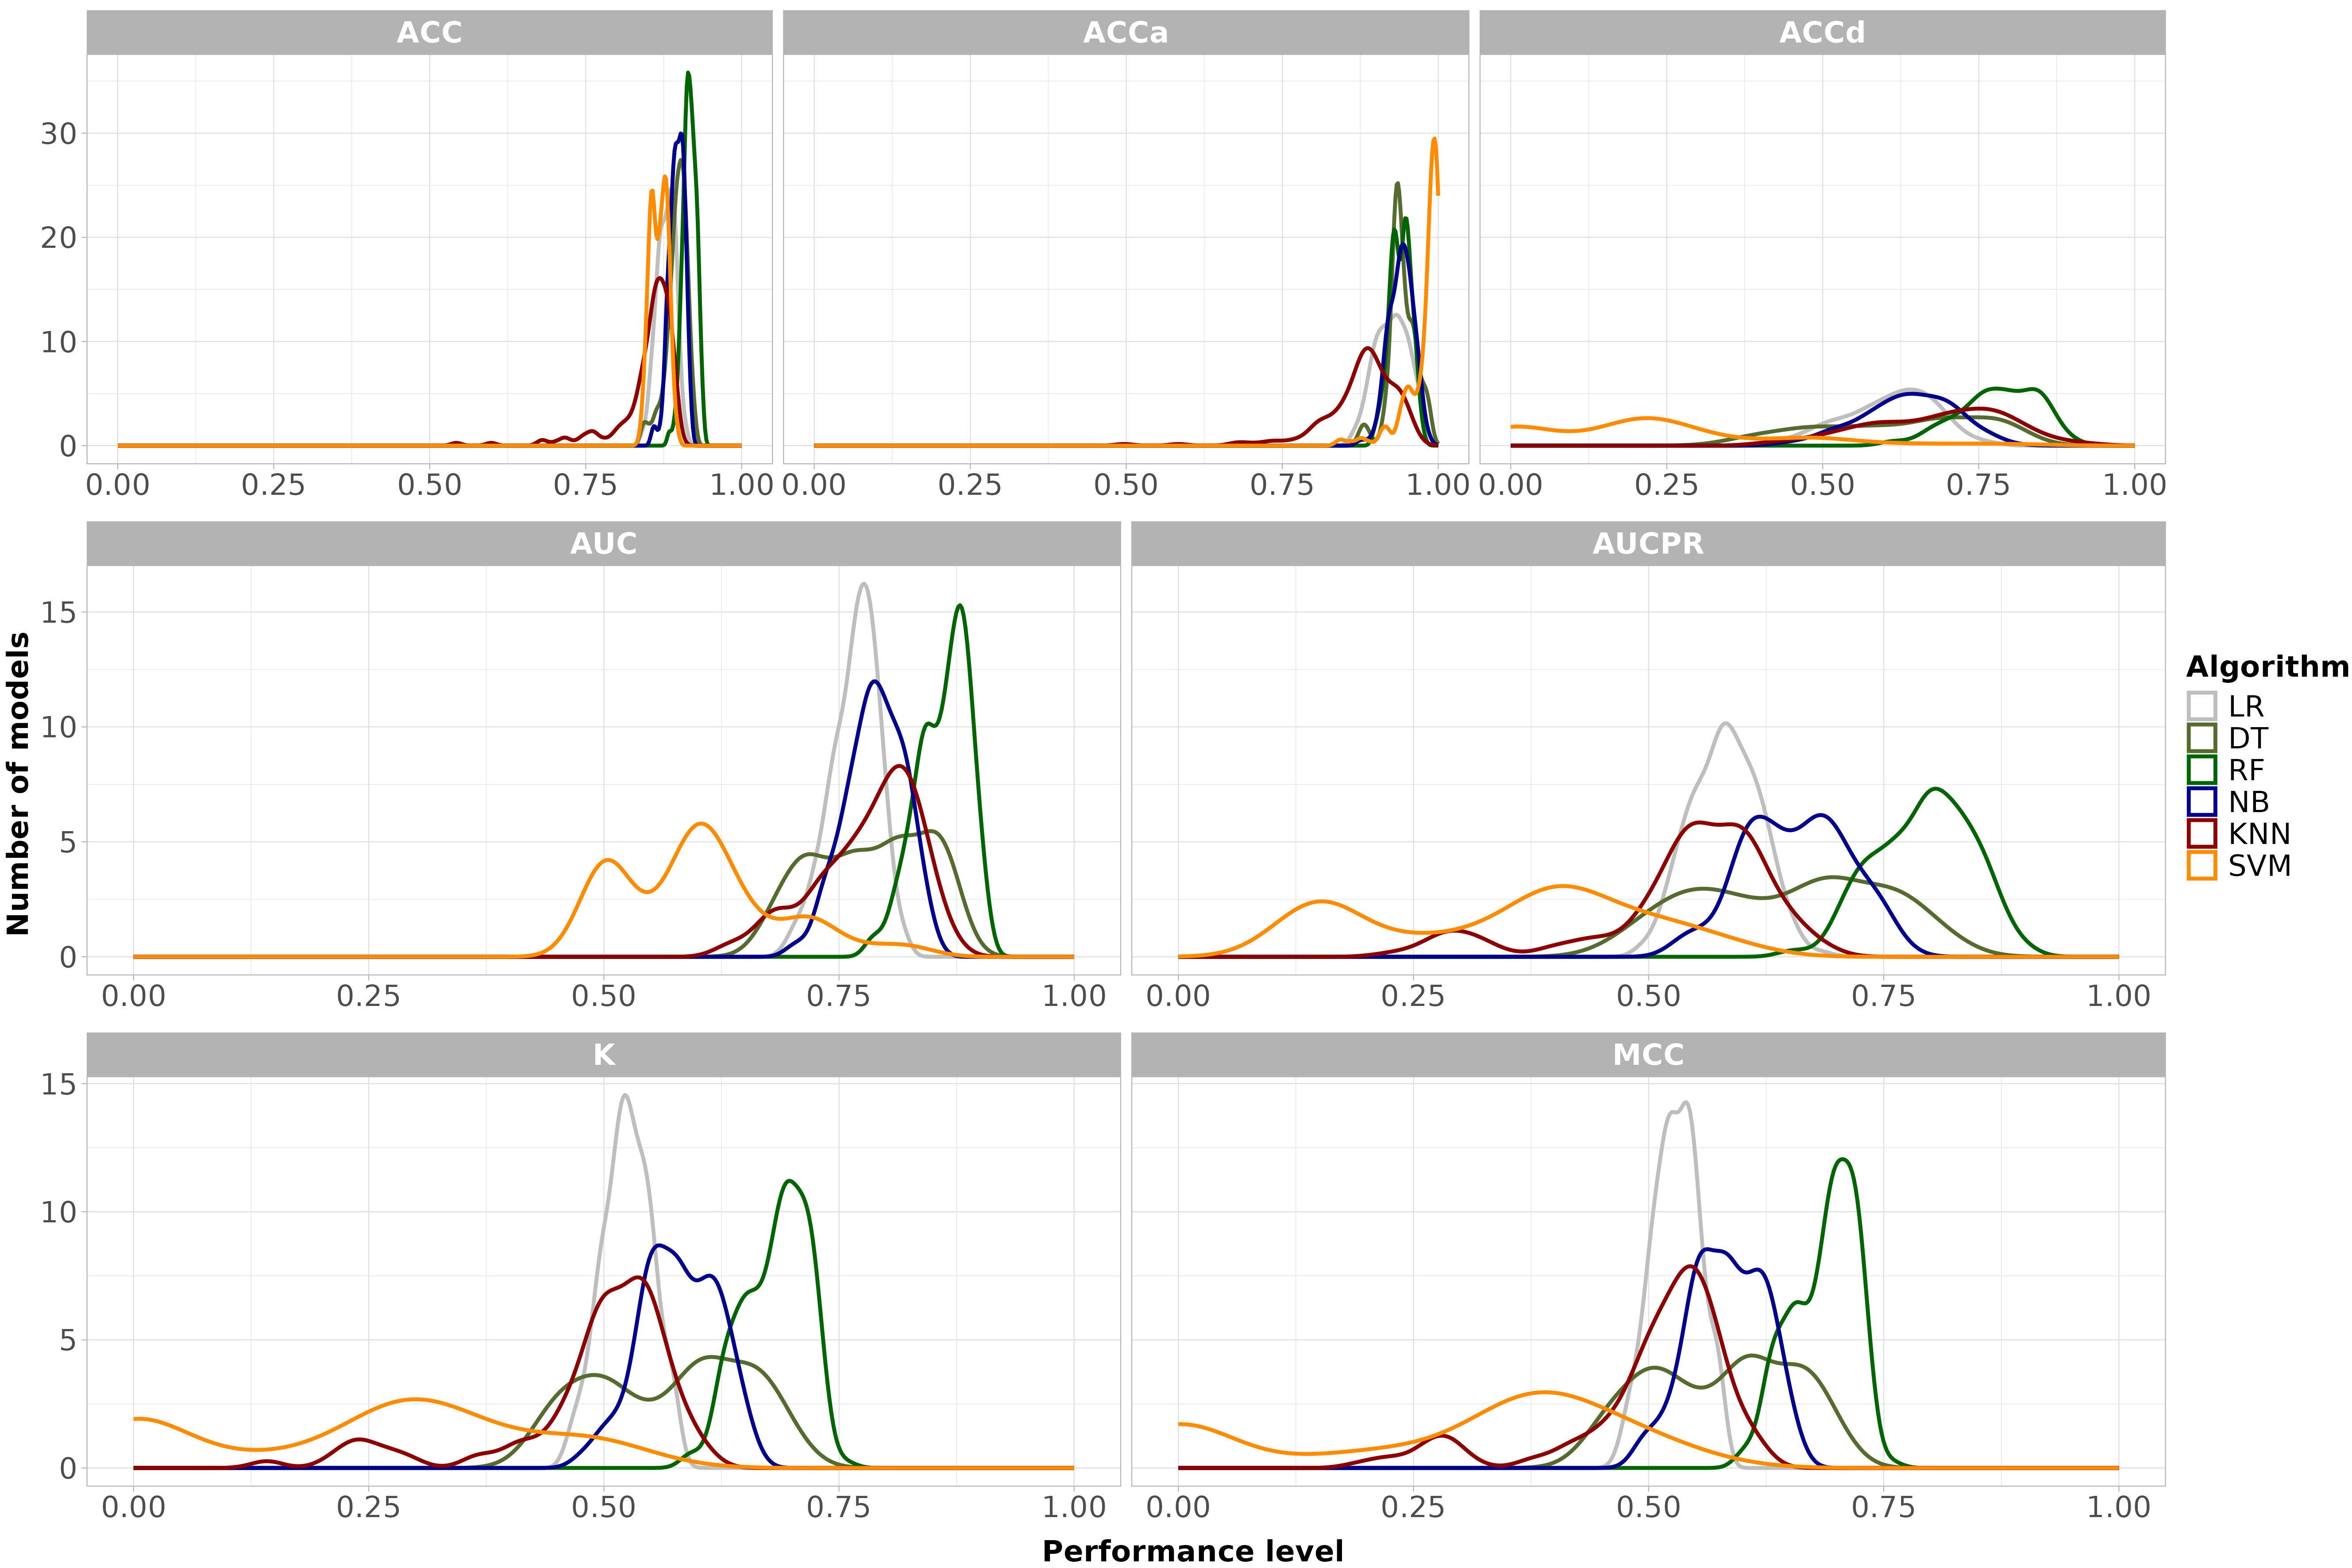 ACC ACCa ACCd
30
20
10
0
0.00 0.25 0.50 0.75 1.00 0.00 0.25 0.50 0.75 1.00 0.00 0.25 0.50 0.75 1.00
AUC AUCPR
15
10
5
0
0.00 0.25 0.50 0.75 1.00 0.00 0.25 0.50 0.75 1.00
K MCC
15
10
5
0
0.00 0.25 0.50 0.75 1.00 0.00 0.25 0.50 0.75 1.00
Number of models
Performance level
Algorithm
LR
DT
RF
NB
KNN
SVM